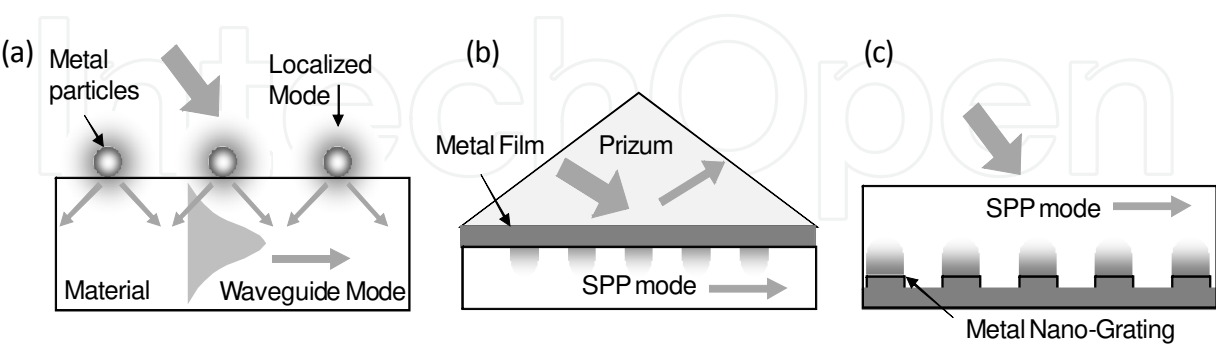 (a)
Metal
particles
Localized
Mode
Material
Waveguide Mode
(b)
Metal Film
Prizum
SPP mode
(c)
SPP mode
Metal Nano-Grating
IntechOpen